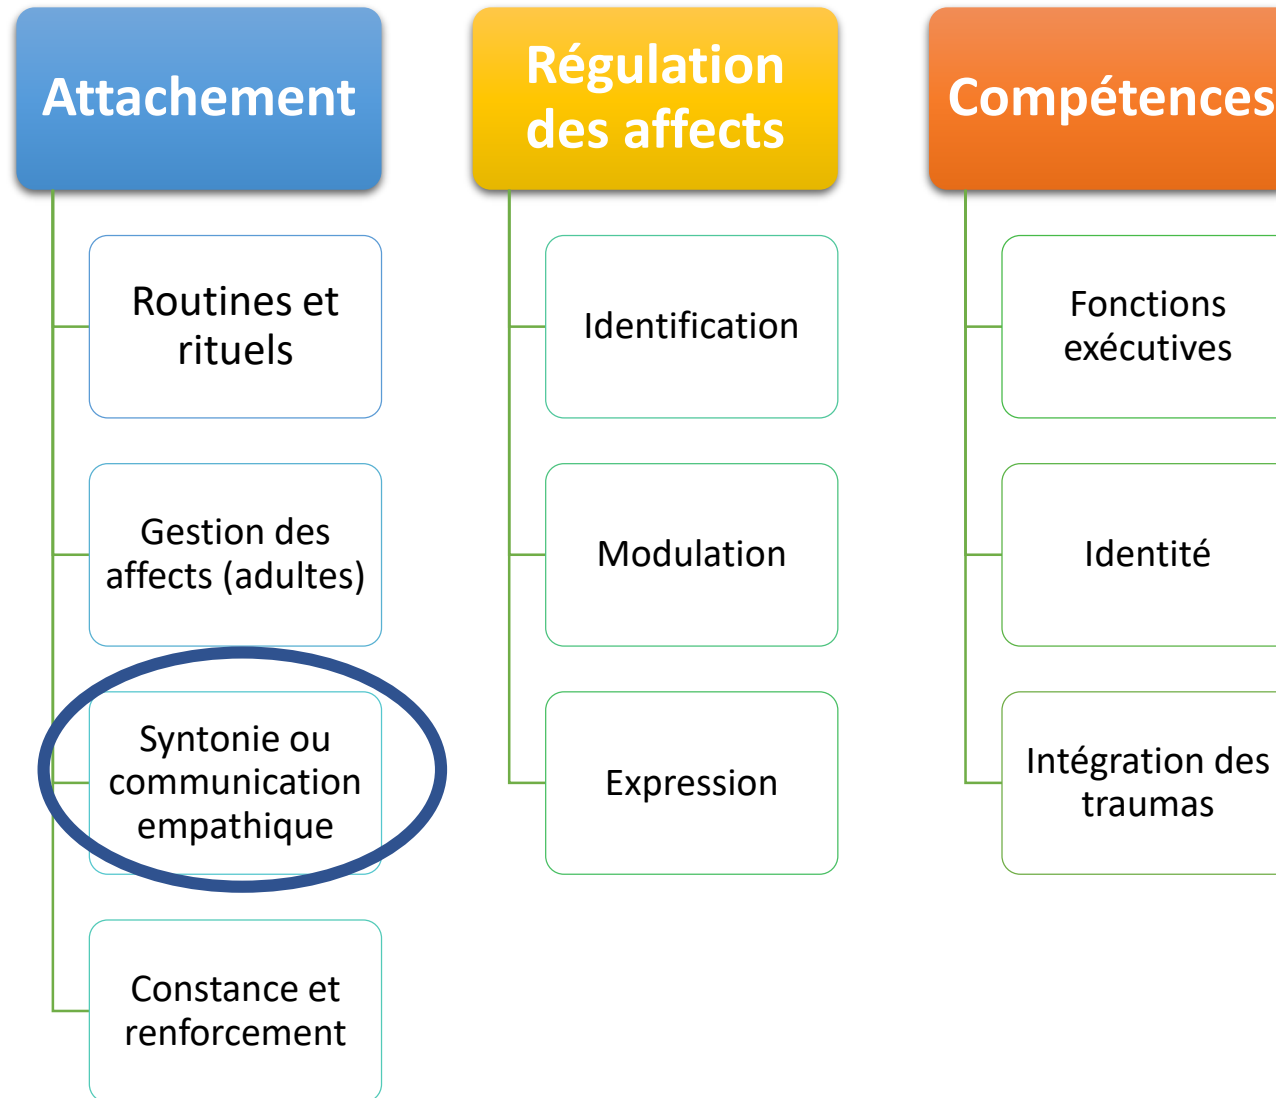 Attachement
Routines et
rituels
Gestion des
affects (adultes)
Syntonie ou
communication
empathique
Constance et
renforcement
Régulation
des affects
Identification
Modulation
Expression
Compétences
Fonctions
exécutives
Identité
Intégration des
traumas